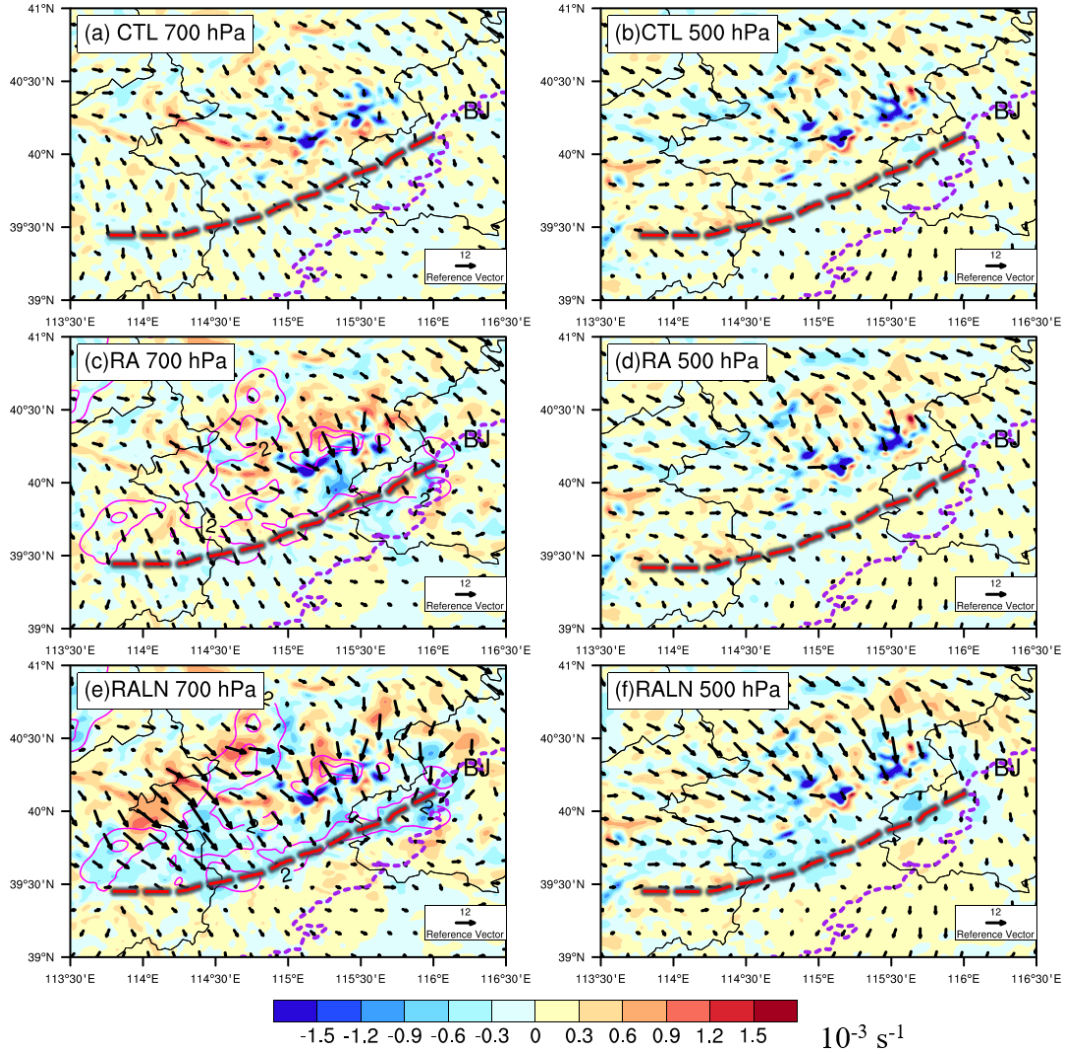 41°N
(a) CTL 700 hPa
40°30'N
BJ
40°N
39°30'N
12
Reference Vector
39°N
113°30'E 114°E 114°30'E 115°E 115°30'E 116°E 116°30'E
41°N
(b)CTL 500 hPa
40°30'N
BJ
40°N
39°30'N
12
Reference Vector
39°N
113°30'E 114°E 114°30'E 115°E 115°30'E 116°E 116°30'E
41°N
(c)RA 700 hPa
40°30'N
2
BJ
40°N
2
2
39°30'N
12
Reference Vector
39°N
113°30'E 114°E 114°30'E 115°E 115°30'E 116°E 116°30'E
41°N
(d)RA 500 hPa
40°30'N
BJ
40°N
39°30'N
12
Reference Vector
39°N
113°30'E 114°E 114°30'E 115°E 115°30'E 116°E 116°30'E
41°N
(e)RALN 700 hPa
40°30'N
BJ
40°N
2
2
39°30'N
2
12
Reference Vector
39°N
113°30'E 114°E 114°30'E 115°E 115°30'E 116°E 116°30'E
41°N
(f)RALN 500 hPa
40°30'N
BJ
40°N
39°30'N
12
Reference Vector
39°N
113°30'E 114°E 114°30'E 115°E 115°30'E 116°E 116°30'E
-1.5 -1.2 -0.9 -0.6 -0.3 0 0.3 0.6 0.9 1.2 1.5
10⁻³ s⁻¹